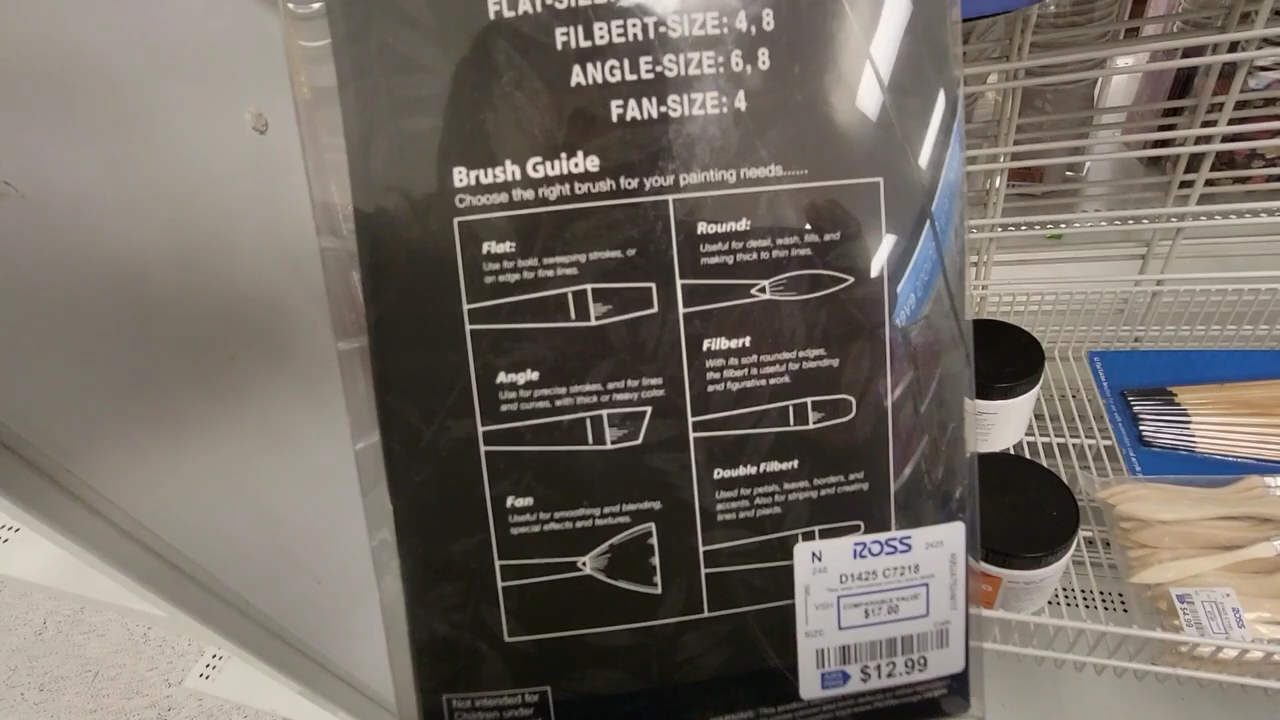 FILBERT-SIZE: 4, 8
ANGLE-SIZE: 6, 8
FAN-SIZE: 4
Brush Guide
Choose the right brush for your painting needs......
Flat:
Use for bold, sweeping strokes, or
an edge for fine lines.
Angle
Use for precise strokes, and for lines
and curves, with thick or heavy color.
Fan
Useful for smoothing and blending,
special effects and textures.
Round:
Useful for detail, wash, fills, and
making thick to thin lines.
Filbert
With its soft rounded edges,
the filbert is useful for blending
and figurative work.
Double Filbert
Used for petals, leaves, borders, and
accents. Also for striping and creating
lines and plaids.
N ROSS
D1425 C7218
COMPARABLE VALUE*
$17.00
SIZE
$12.99
Not intended for
Children under
ROSS
$4.99